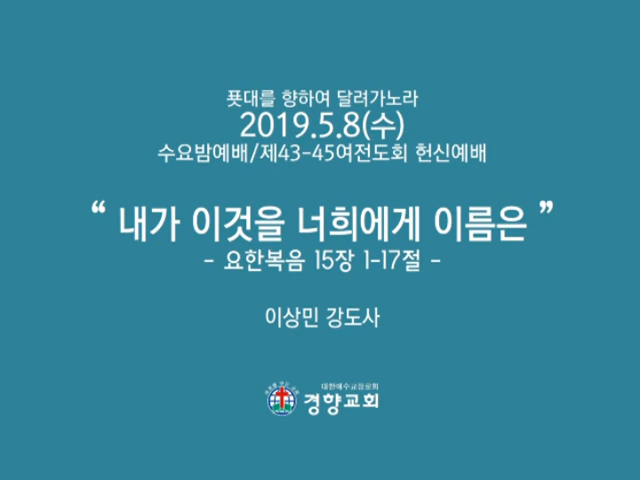 푯대를 향하여 달려가노라
2019.5.8(수)
수요밤예배/제43-45여전도회 헌신예배
“ 내가 이것을 너희에게 이름은 ”
- 요한복음 15장 1-17절 -
이상민 강도사
대한예수교장로회
경향교회